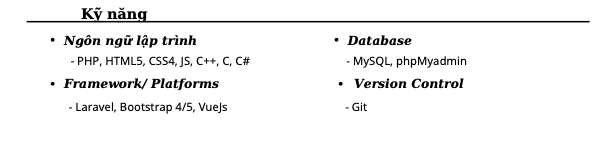 Kỹ năng
• Ngôn ngữ lập trình
- PHP, HTML5, CSS4, JS, C++, C, C#
• Framework/ Platforms
- Laravel, Bootstrap 4/5, VueJs
• Database
- MySQL, phpMyadmin
• Version Control
- Git